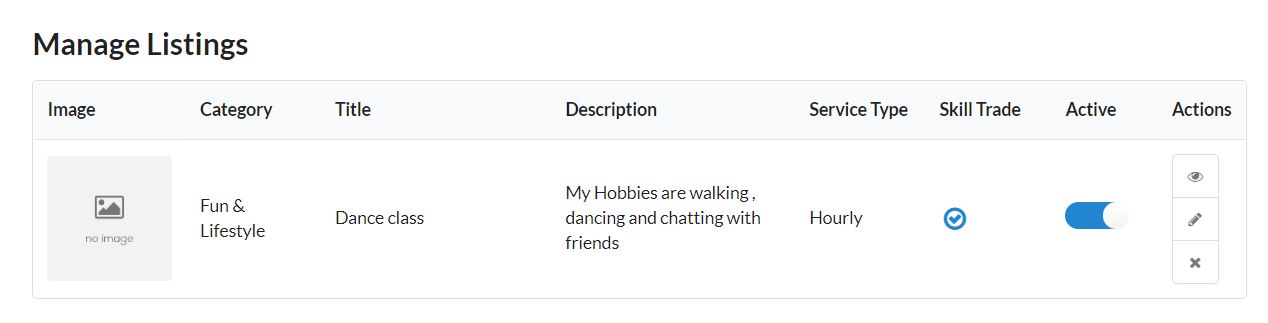 Manage Listings
Image Category Title Description Service Type Skill Trade Active Actions
no image
Fun &
Lifestyle
Dance class
My Hobbies are walking ,
dancing and chatting with
friends
Hourly